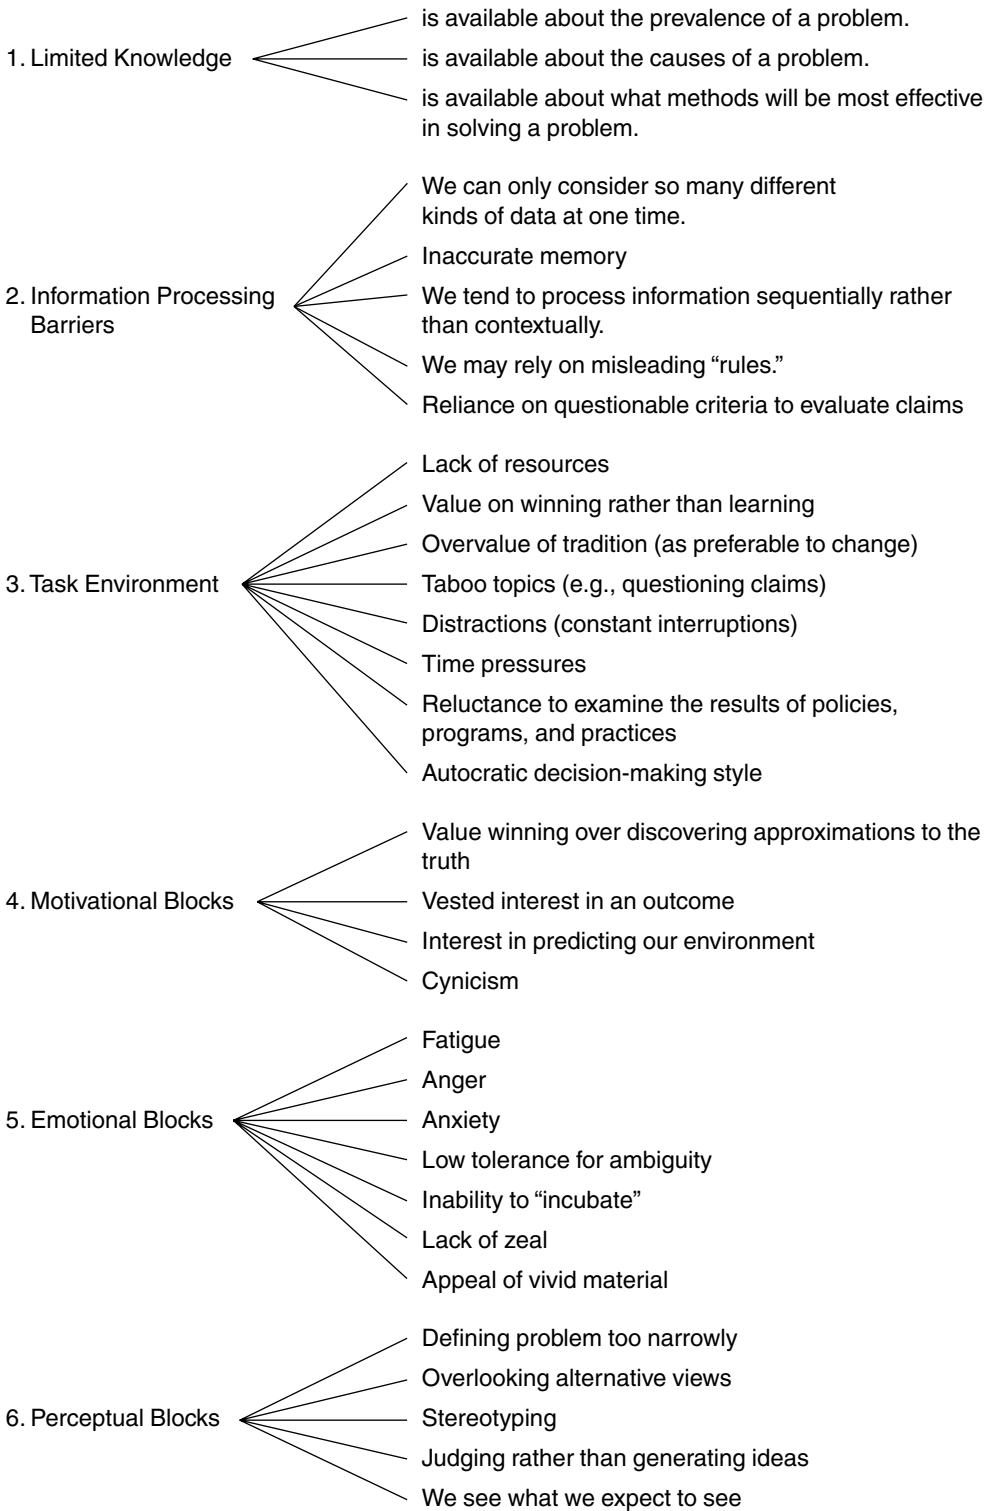 is available about the prevalence of a problem.
1. Limited Knowledge
is available about the causes of a problem.
is available about what methods will be most effective
in solving a problem.
We can only consider so many different
kinds of data at one time.
Inaccurate memory
2. Information Processing
Barriers
We tend to process information sequentially rather
than contextually.
We may rely on misleading “rules.”
Reliance on questionable criteria to evaluate claims
Lack of resources
Value on winning rather than learning
Overvalue of tradition (as preferable to change)
3. Task Environment
Taboo topics (e.g., questioning claims)
Distractions (constant interruptions)
Time pressures
Reluctance to examine the results of policies,
programs, and practices
Autocratic decision-making style
Value winning over discovering approximations to the
truth
4. Motivational Blocks
Vested interest in an outcome
Interest in predicting our environment
Cynicism
Fatigue
Anger
5. Emotional Blocks
Anxiety
Low tolerance for ambiguity
Inability to “incubate”
Lack of zeal
Appeal of vivid material
Defining problem too narrowly
Overlooking alternative views
6. Perceptual Blocks
Stereotyping
Judging rather than generating ideas
We see what we expect to see